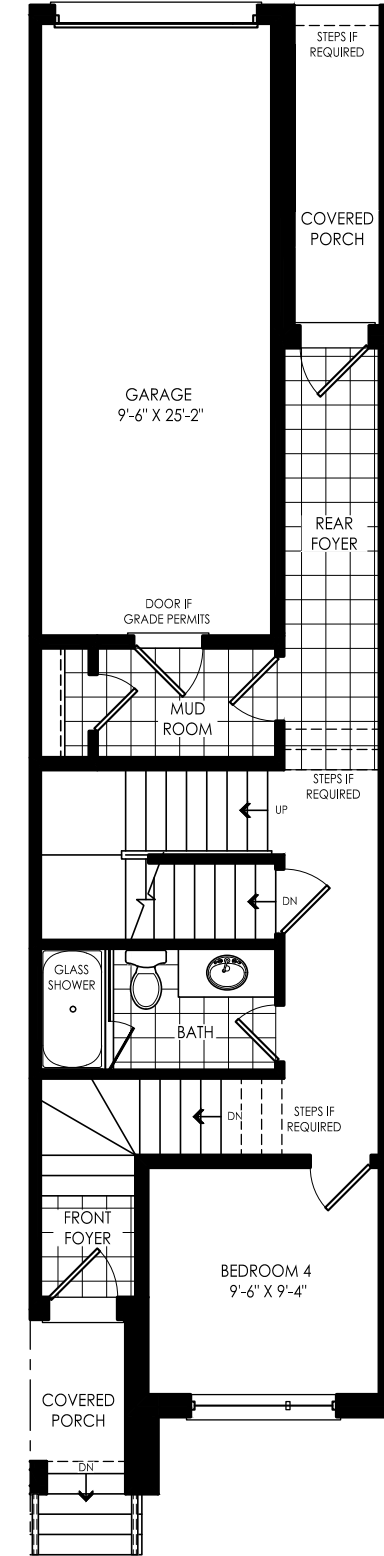 STEPS IF
REQUIRED
COVERED
PORCH
GARAGE
9'-6" X 25'-2"
REAR
FOYER
DOOR IF
GRADE PERMITS
MUD
ROOM
STEPS IF
REQUIRED
UP
DN
GLASS
SHOWER
BATH
DN
STEPS IF
REQUIRED
FRONT
FOYER
BEDROOM 4
9'-6" X 9'-4"
COVERED
PORCH
DN